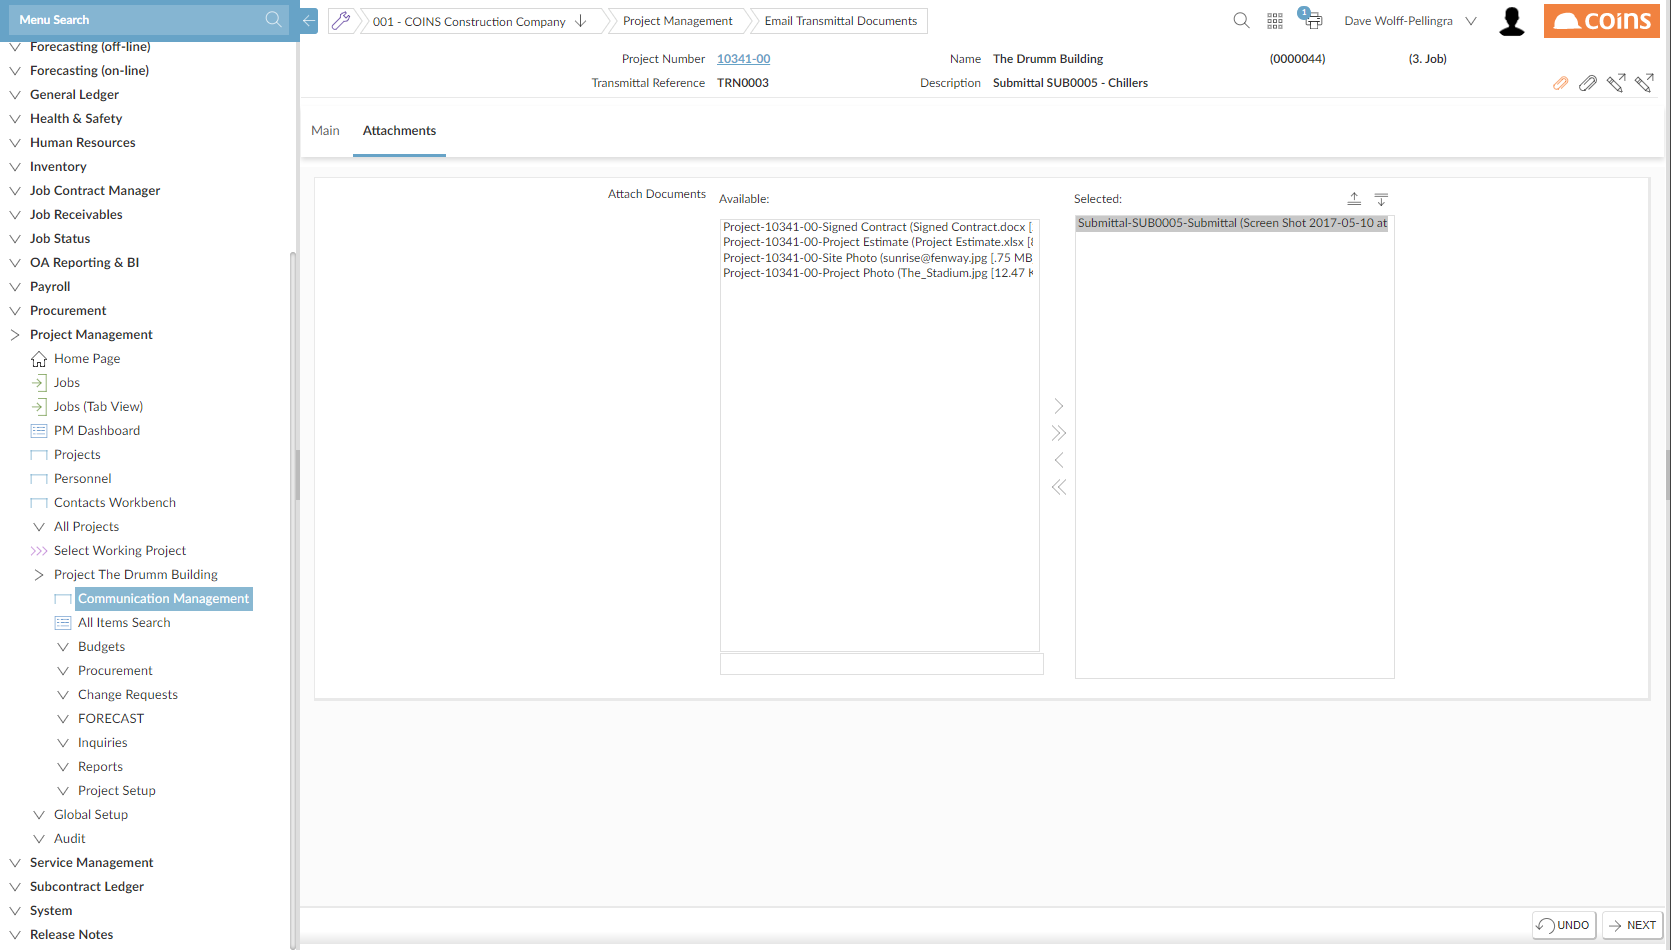 Menu Search
001 - COINS Construction Company
Project Management
Email Transmittal Documents
1
Dave Wolff-Pellingra
coins
Project Number 10341-00 Name The Drumm Building (0000044) (3. Job)
Transmittal Reference TRN0003 Description Submittal SUB0005 - Chillers
Main
Attachments
Attach Documents
Available:
Project-10341-00-Signed Contract (Signed Contract.docx [
Project-10341-00-Project Estimate (Project Estimate.xlsx [
Project-10341-00-Site Photo (sunrise@fenway.jpg [.75 MB
Project-10341-00-Project Photo (The_Stadium.jpg [12.47 K
Selected:
Submittal-SUB0005-Submittal (Screen Shot 2017-05-10 at
Forecasting (off-line)
Forecasting (on-line)
General Ledger
Health & Safety
Human Resources
Inventory
Job Contract Manager
Job Receivables
Job Status
OA Reporting & BI
Payroll
Procurement
Project Management
Home Page
Jobs
Jobs (Tab View)
PM Dashboard
Projects
Personnel
Contacts Workbench
All Projects
Select Working Project
Project The Drumm Building
Communication Management
All Items Search
Budgets
Procurement
Change Requests
FORECAST
Inquiries
Reports
Project Setup
Global Setup
Audit
Service Management
Subcontract Ledger
System
Release Notes
UNDO
NEXT